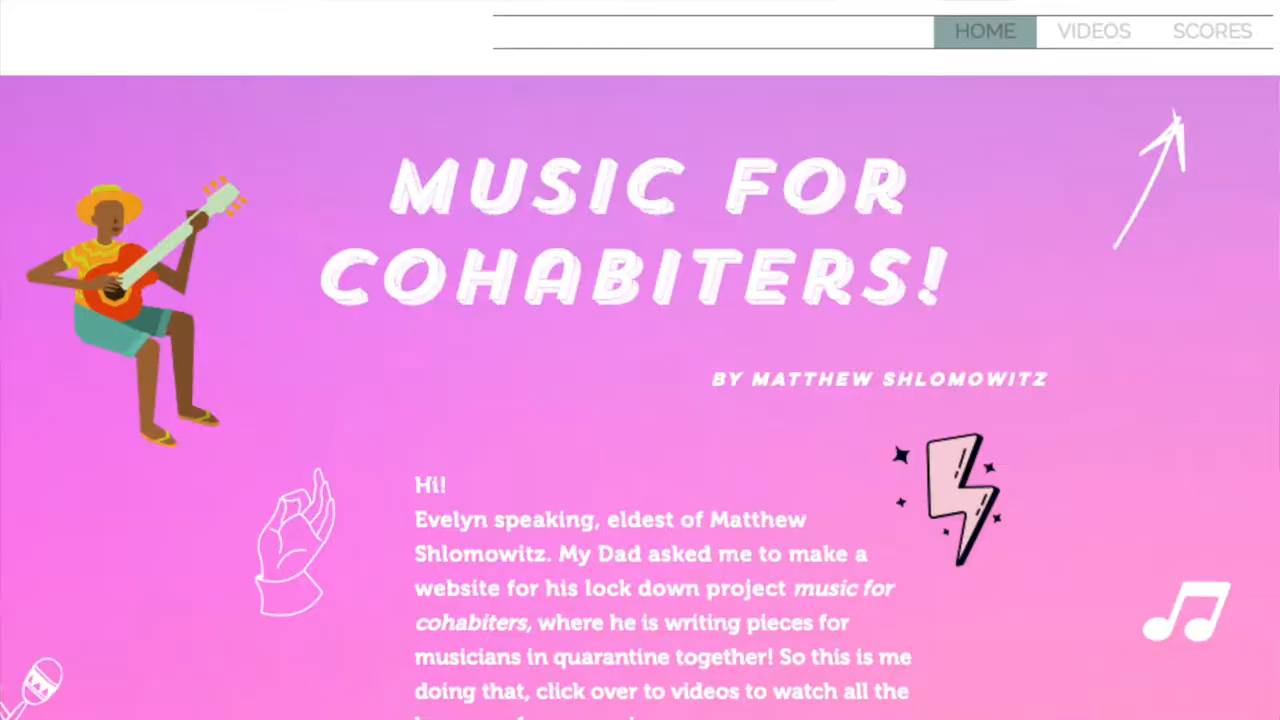 HOME VIDEOS SCORES
MUSIC FOR
COHABITERS!
BY MATTHEW SHLOMOWITZ
Hi!
Evelyn speaking, eldest of Matthew
Shlomowitz. My Dad asked me to make a
website for his lock down project music for
cohabiters, where he is writing pieces for
musicians in quarantine together! So this is me
doing that, click over to videos to watch all the